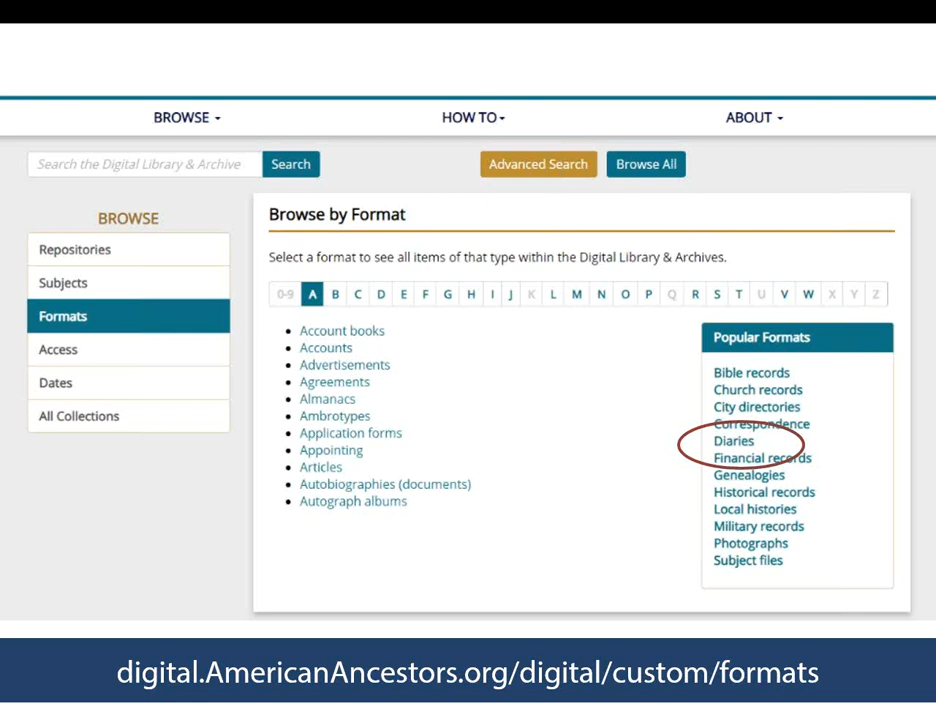 BROWSE HOW TO ABOUT
Search the Digital Library & Archive Search Advanced Search Browse All
BROWSE
Repositories
Subjects
Formats
Access
Dates
All Collections
Browse by Format
Select a format to see all items of that type within the Digital Library & Archives.
0-9 A B C D E F G H I J K L M N O P Q R S T U V W X Y Z
Account books
Accounts
Advertisements
Agreements
Almanacs
Ambrotypes
Application forms
Appointing
Articles
Autobiographies (documents)
Autograph albums
Popular Formats
Bible records
Church records
City directories
Correspondence
Diaries
Financial records
Genealogies
Historical records
Local histories
Military records
Photographs
Subject files
digital.AmericanAncestors.org/digital/custom/formats